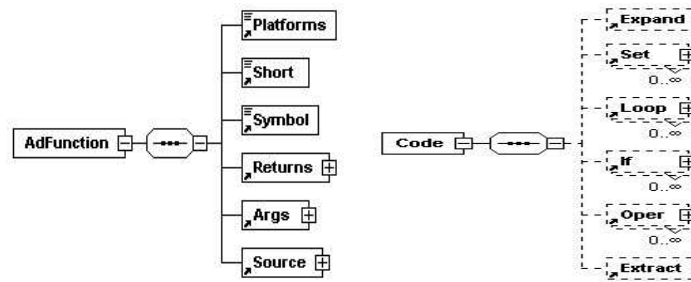 AdFunction
Platforms
Short
Symbol
Returns
Args
Source
Code
Expand
Set
0..∞
Loop
0..∞
If
0..∞
Oper
0..∞
Extract